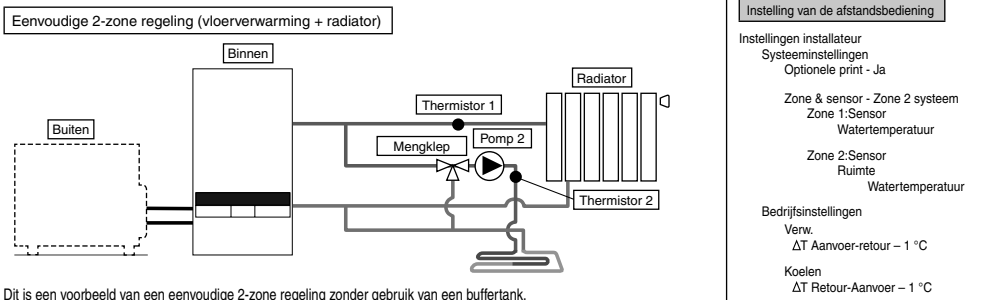 Eenvoudige 2-zone regeling (vloerverwarming + radiator)
Binnen
Radiator
Thermistor 1
Buiten
Pomp 2
Mengklep
Thermistor 2
Dit is een voorbeeld van een eenvoudige 2-zone regeling zonder gebruik van een buffertank.
Instelling van de afstandsbediening
Instellingen installateur
Systeeminstellingen
Optionele print - Ja
Zone & sensor - Zone 2 systeem
Zone 1:Sensor
Watertemperatuur
Zone 2:Sensor
Ruimte
Watertemperatuur
Bedrijfsinstellingen
Verw.
ΔT Aanvoer-retour – 1 °C
Koelen
ΔT Retour-Aanvoer – 1 °C